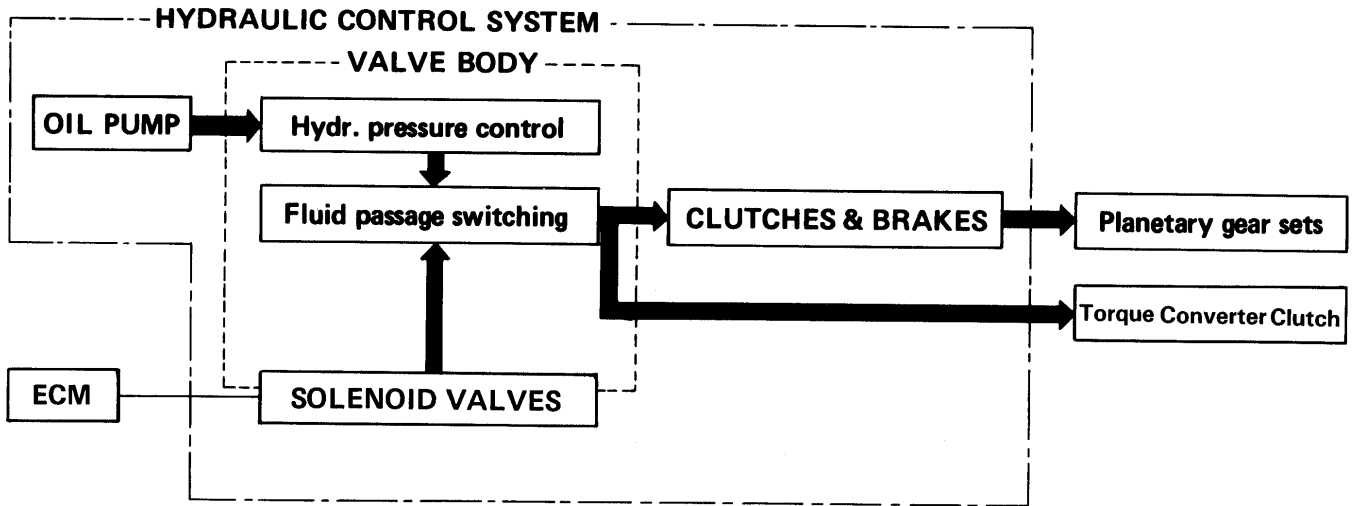 HYDRAULIC CONTROL SYSTEM
VALVE BODY
OIL PUMP
Hydr. pressure control
Fluid passage switching
CLUTCHES & BRAKES
Planetary gear sets
Torque Converter Clutch
ECM
SOLENOID VALVES